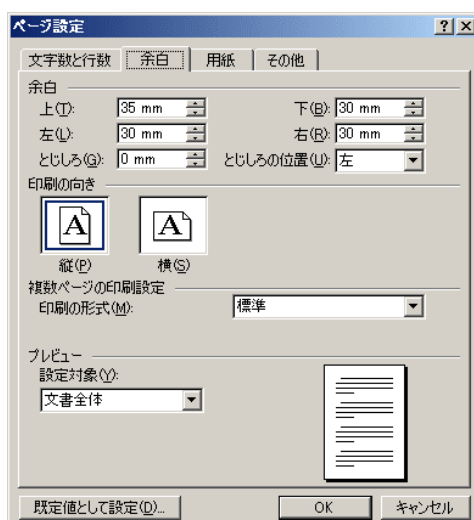 ページ設定
文字数と行数 余白 用紙 その他
余白
上(T): 35 mm 下(B): 30 mm
左(L): 30 mm 右(R): 30 mm
とじしろ(G): 0 mm とじしろの位置(U): 左
印刷の向き
A A
縦(P) 横(S)
複数ページの印刷設定
印刷の形式(M): 標準
プレビュー
設定対象(Y):
文書全体
既定値として設定(D)... OK キャンセル